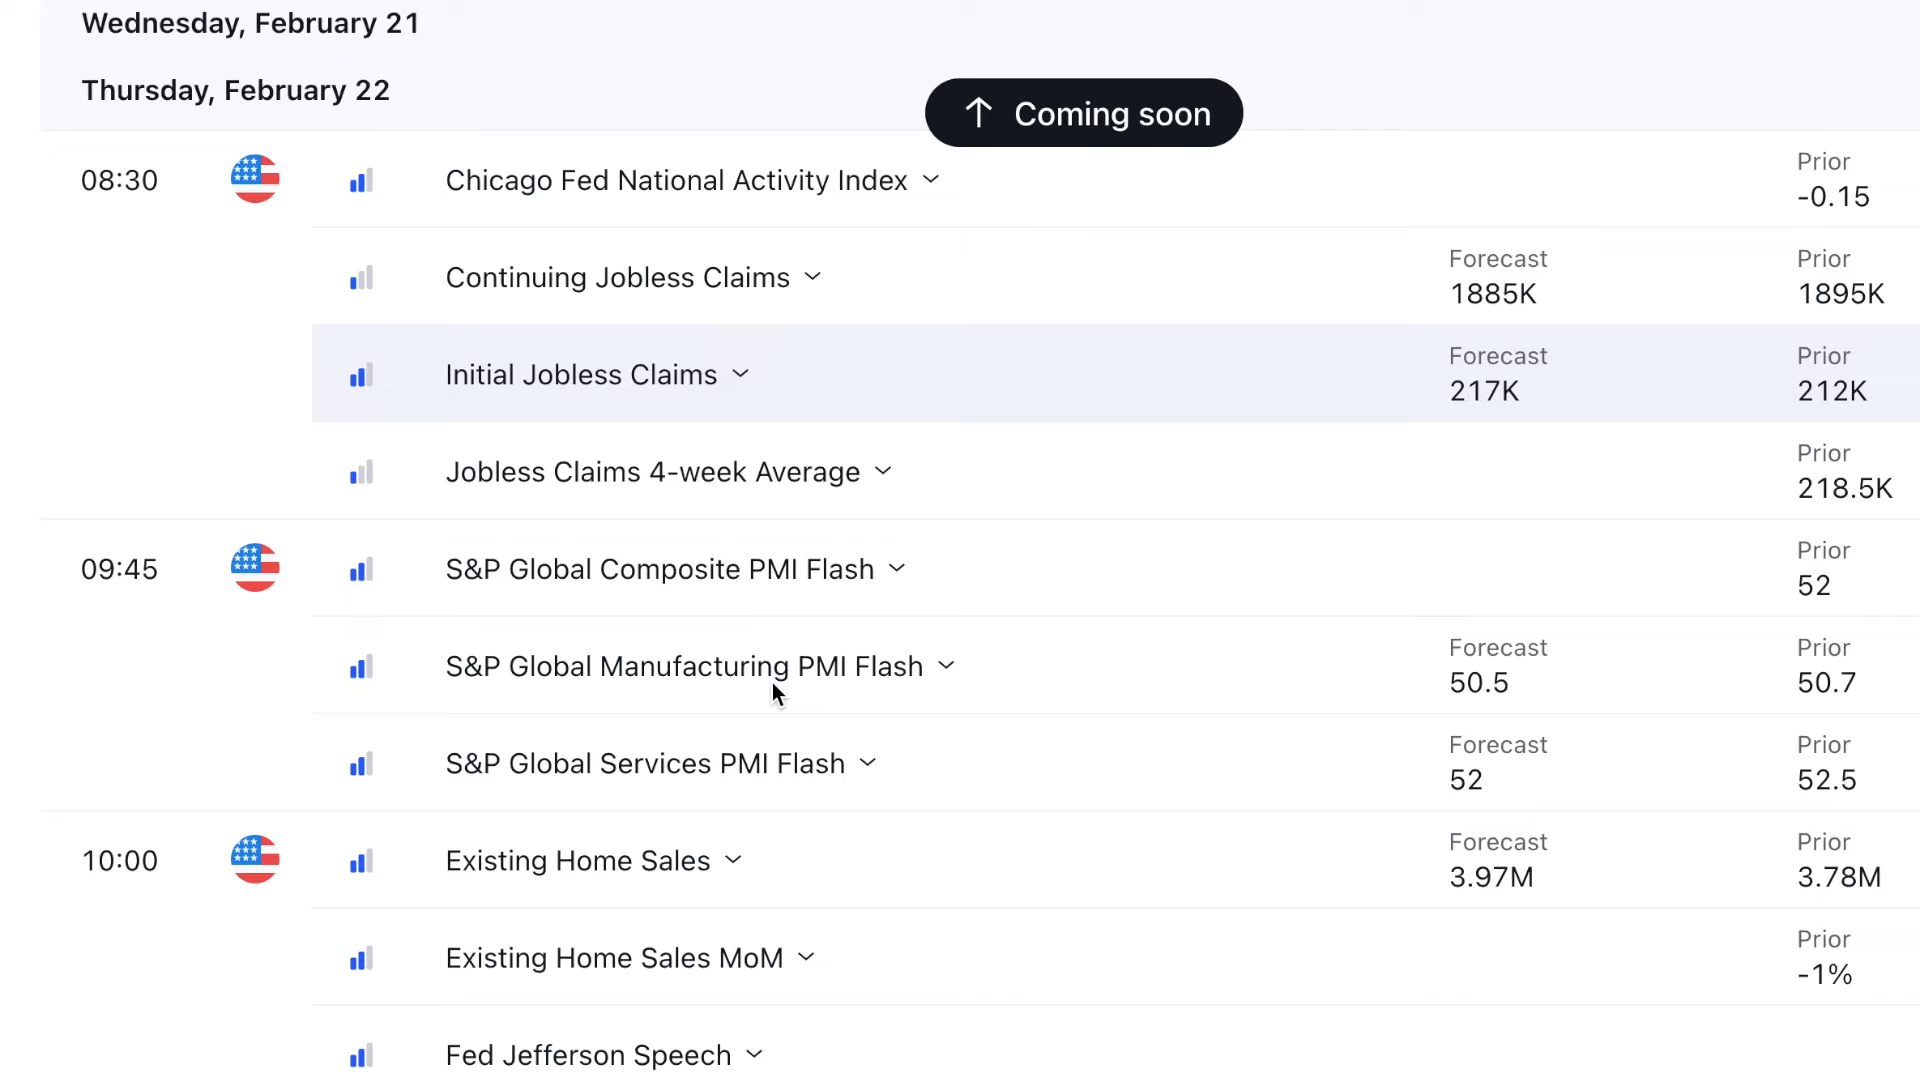 Wednesday, February 21
Thursday, February 22
↑ Coming soon
08:30
Chicago Fed National Activity Index
Prior
-0.15
Continuing Jobless Claims
Forecast
1885K
Prior
1895K
Initial Jobless Claims
Forecast
217K
Prior
212K
Jobless Claims 4-week Average
Prior
218.5K
09:45
S&P Global Composite PMI Flash
Prior
52
S&P Global Manufacturing PMI Flash
Forecast
50.5
Prior
50.7
S&P Global Services PMI Flash
Forecast
52
Prior
52.5
10:00
Existing Home Sales
Forecast
3.97M
Prior
3.78M
Existing Home Sales MoM
Prior
-1%
Fed Jefferson Speech